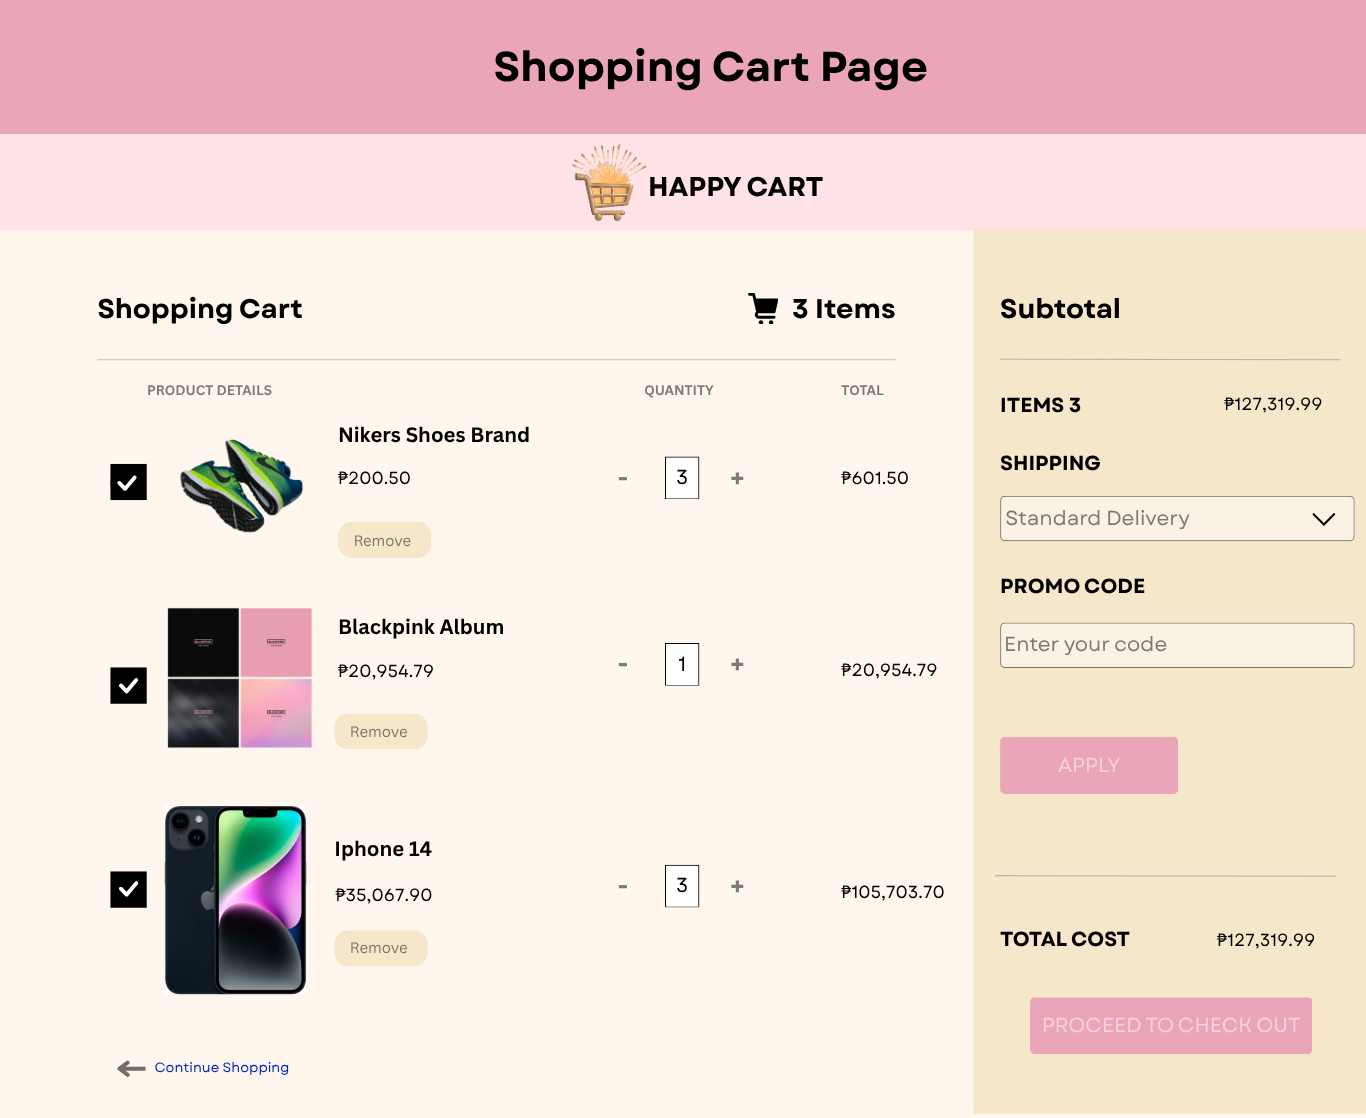 Shopping Cart Page
HAPPY CART
Shopping Cart
3 Items
PRODUCT DETAILS
QUANTITY
TOTAL
Nikers Shoes Brand
₱200.50
- 3 +
₱601.50
Remove
Blackpink Album
₱20,954.79
- 1 +
₱20,954.79
Remove
Iphone 14
₱35,067.90
- 3 +
₱105,703.70
Remove
Continue Shopping
Subtotal
ITEMS 3
₱127,319.99
SHIPPING
Standard Delivery
PROMO CODE
Enter your code
APPLY
TOTAL COST
₱127,319.99
PROCEED TO CHECK OUT